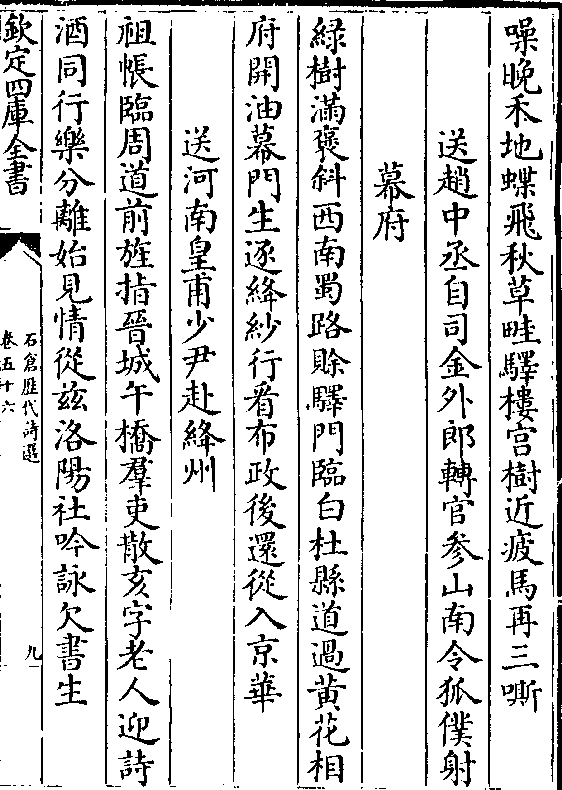 噪晚禾地蝶飛秋草畦驛樓宫樹近疲馬再三嘶
送趙中丞自司金外郎轉官參山南令狐僕射
幕府
緑樹滿褒斜西南蜀路賒驛門臨白杜縣道過黄花相
府開油幕門生逐絳紗行看布政後還從入京華
送河南皇甫少尹赴絳州
祖帳臨周道前旌指晉城午橋羣吏散亥字老人迎詩
酒同行樂分離始見情從兹洛陽社吟詠欠書生
欽定四庫全書
石倉歴代詩選
卷五十六
九